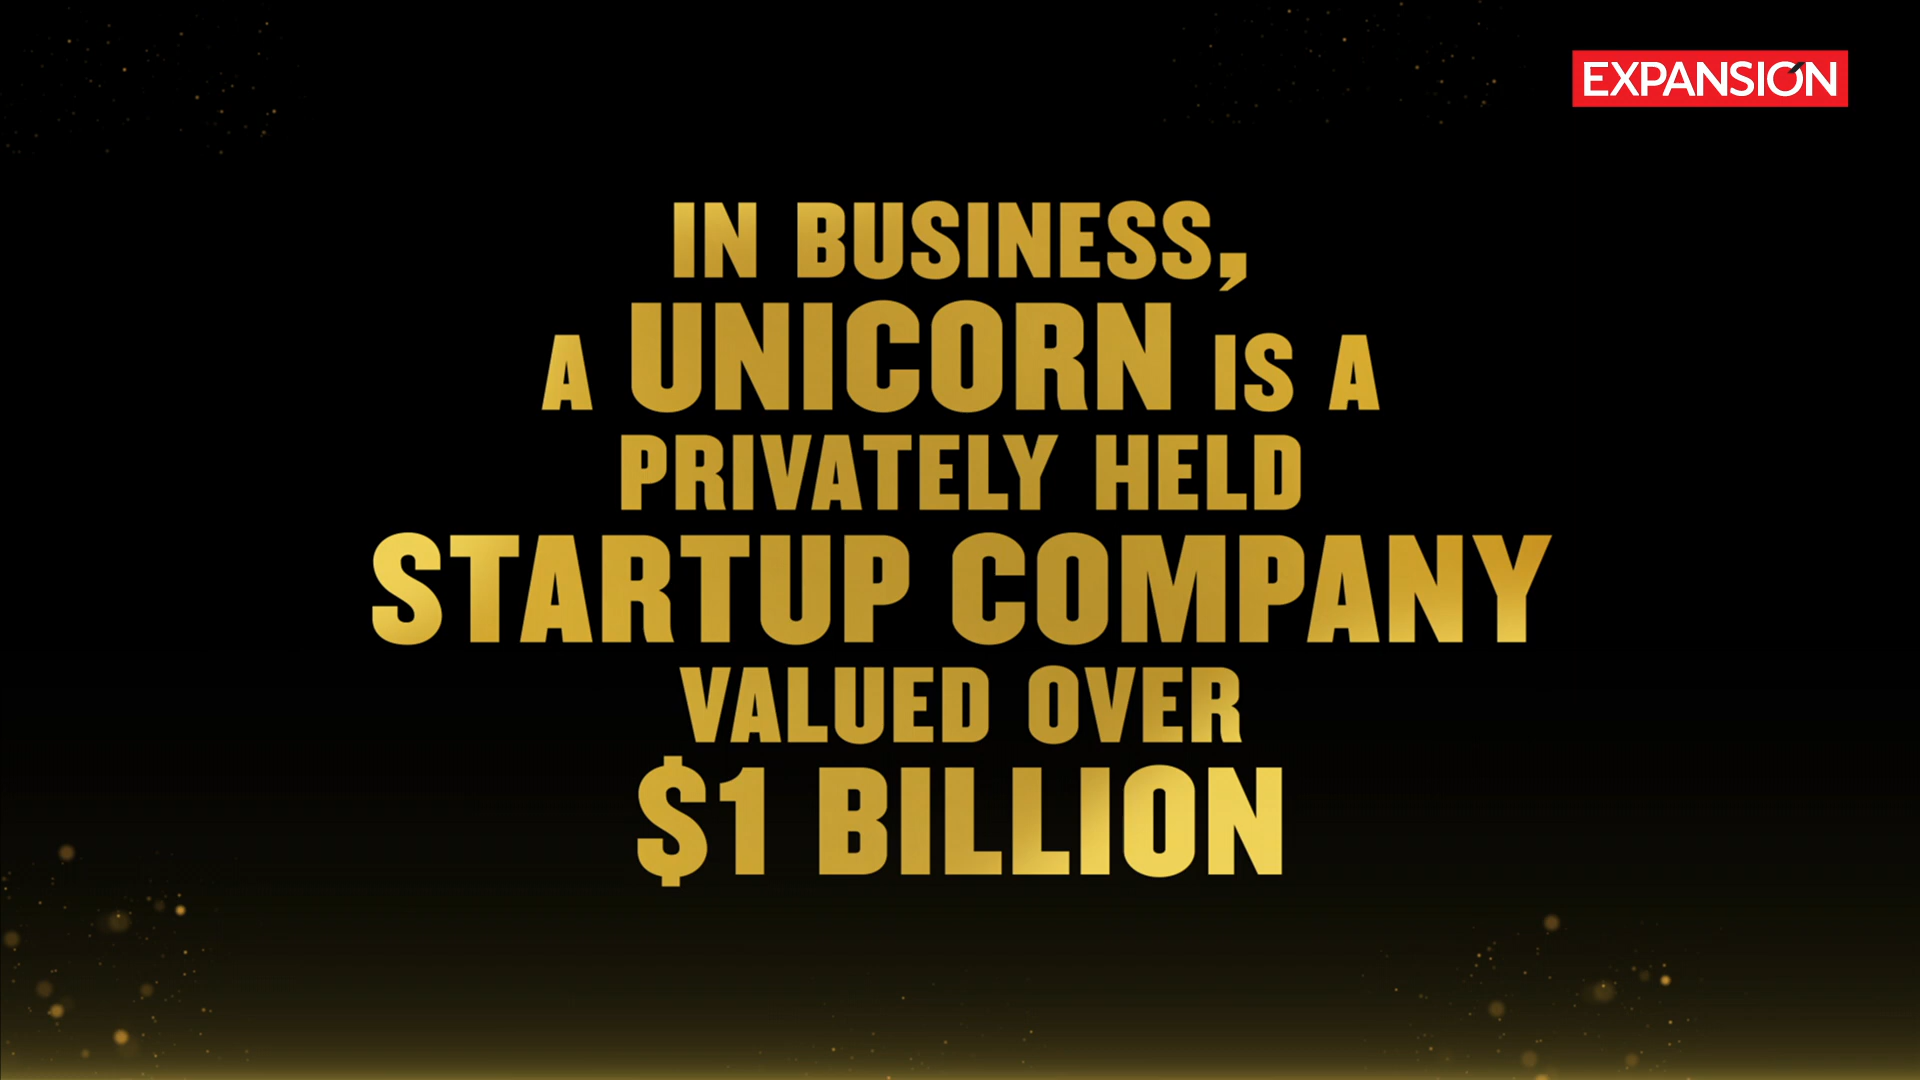 EXPANSIÓN
IN BUSINESS,
A UNICORN IS A
PRIVATELY HELD
STARTUP COMPANY
VALUED OVER
$1 BILLION